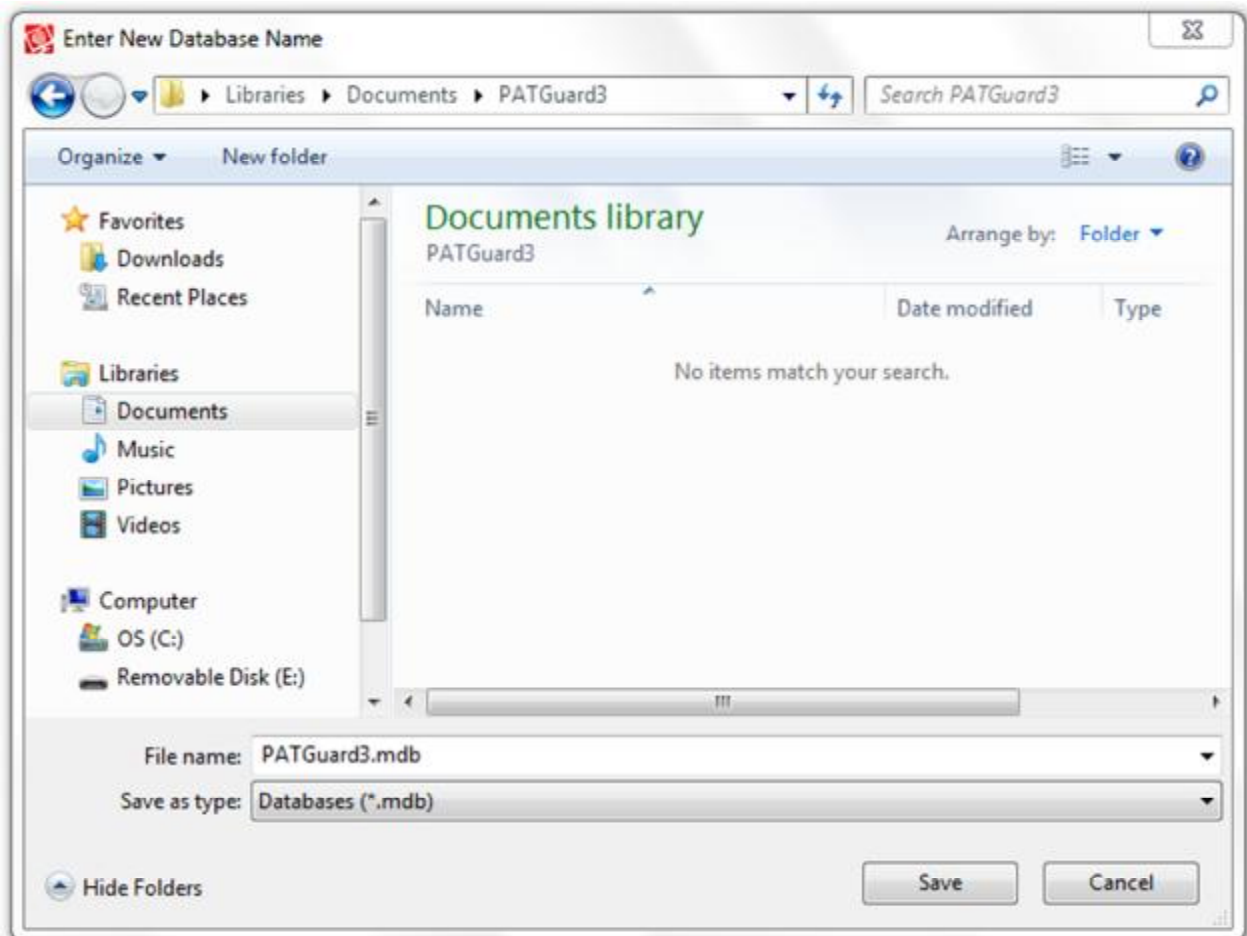 Enter New Database Name
Libraries Documents PATGuard3 Search PATGuard3
Organize New folder
Favorites
Downloads
Recent Places
Libraries
Documents
Music
Pictures
Videos
Computer
OS (C:)
Removable Disk (E:)
Documents library
PATGuard3
Arrange by: Folder
Name Date modified Type
No items match your search.
File name: PATGuard3.mdb
Save as type: Databases (*.mdb)
Hide Folders Save Cancel